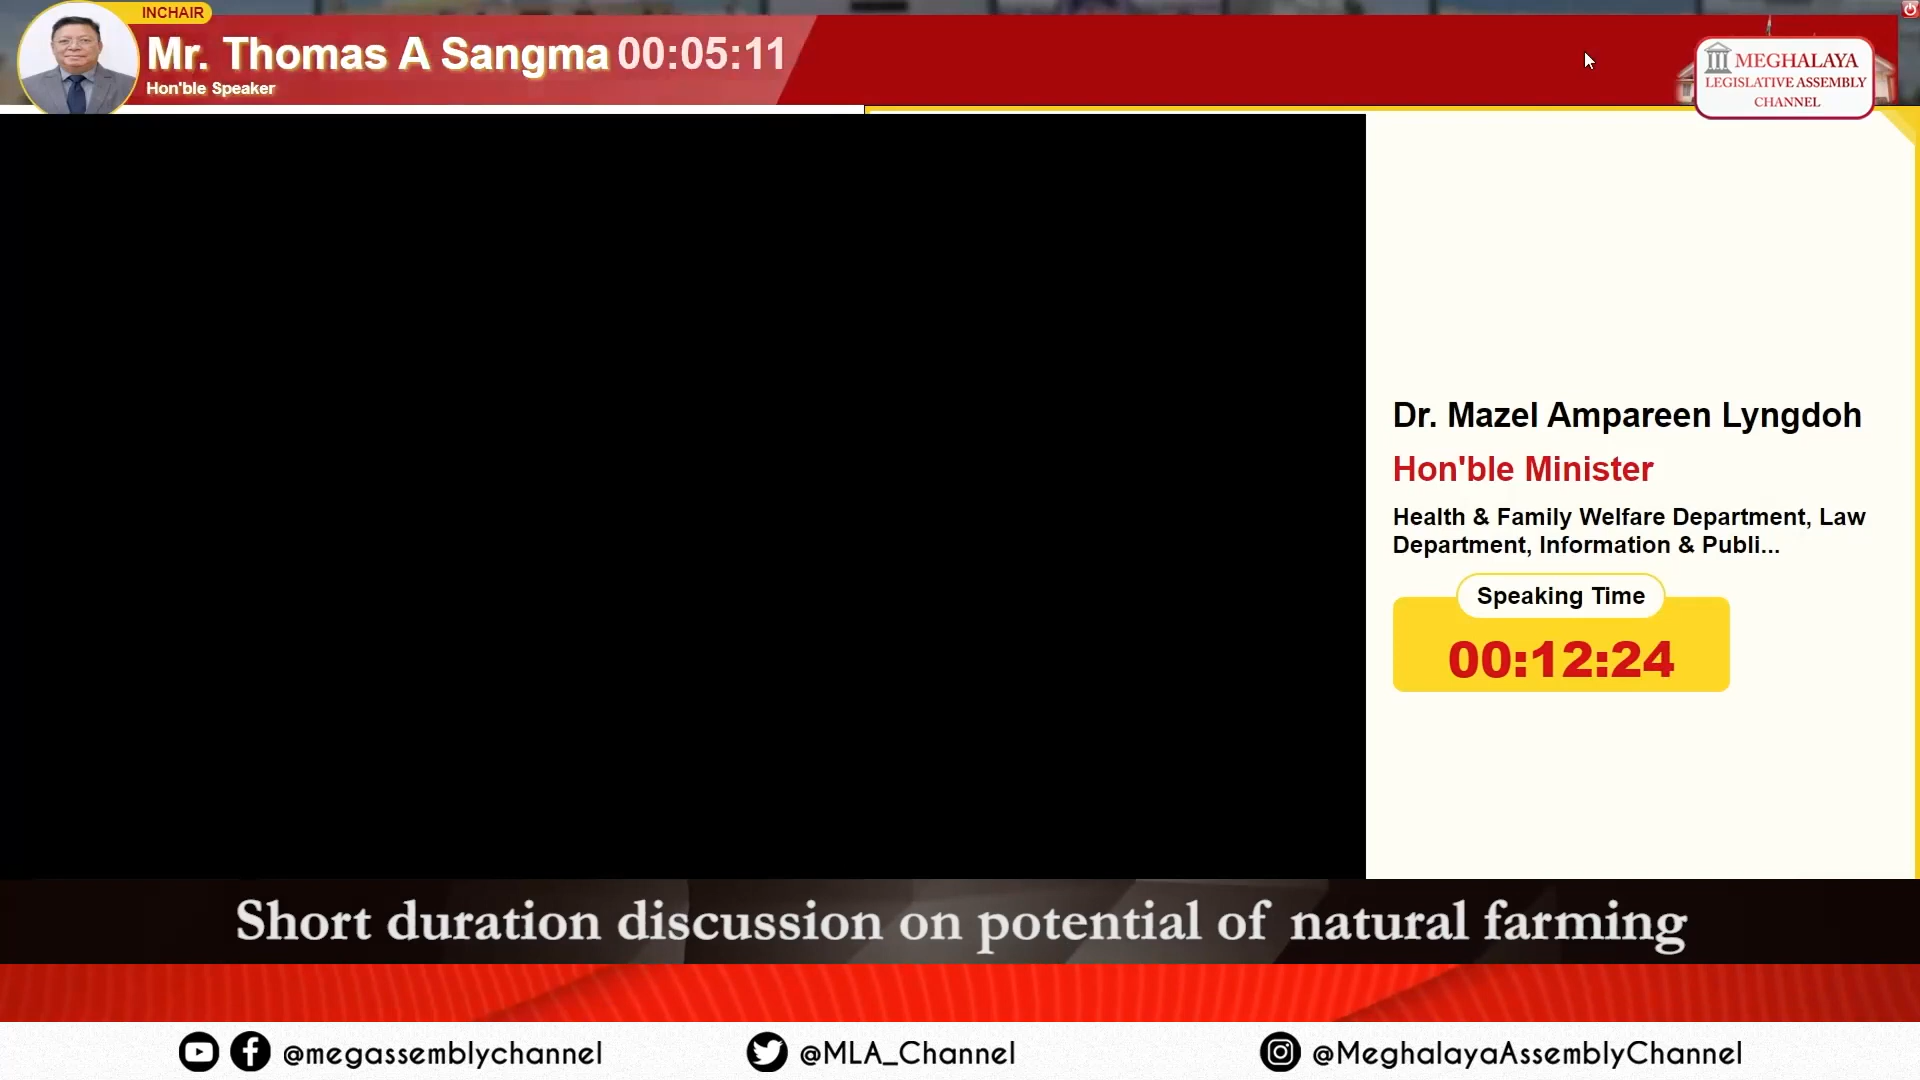 INCHAIR
Mr. Thomas A Sangma 00:05:11
Hon'ble Speaker
MEGHALAYA
LEGISLATIVE ASSEMBLY
CHANNEL
Dr. Mazel Ampareen Lyngdoh
Hon'ble Minister
Health & Family Welfare Department, Law
Department, Information & Publi...
Speaking Time
00:12:24
Short duration discussion on potential of natural farming
@megassemblychannel
@MLA_Channel
@MeghalayaAssemblyChannel